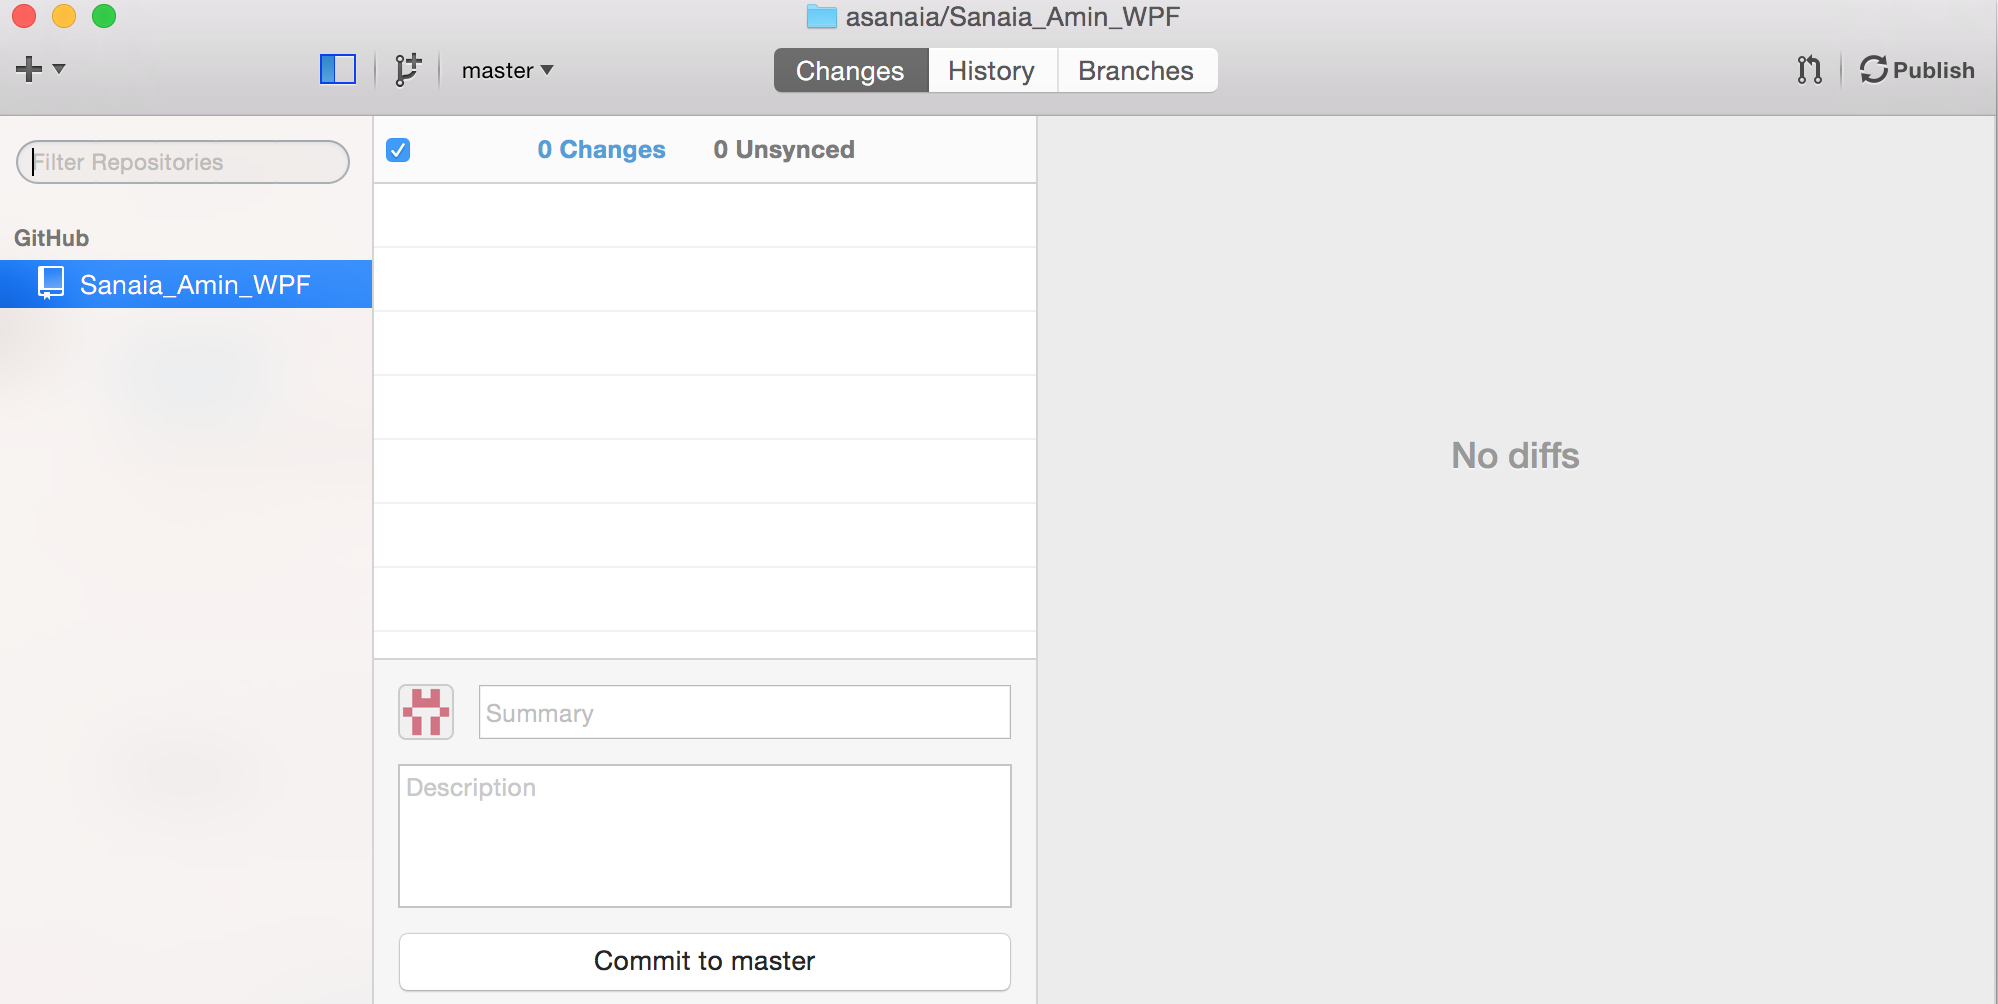 asanaia/Sanaia_Amin_WPF
master
Changes
History
Branches
Publish
Filter Repositories
0 Changes
0 Unsynced
GitHub
Sanaia_Amin_WPF
No diffs
Summary
Description
Commit to master